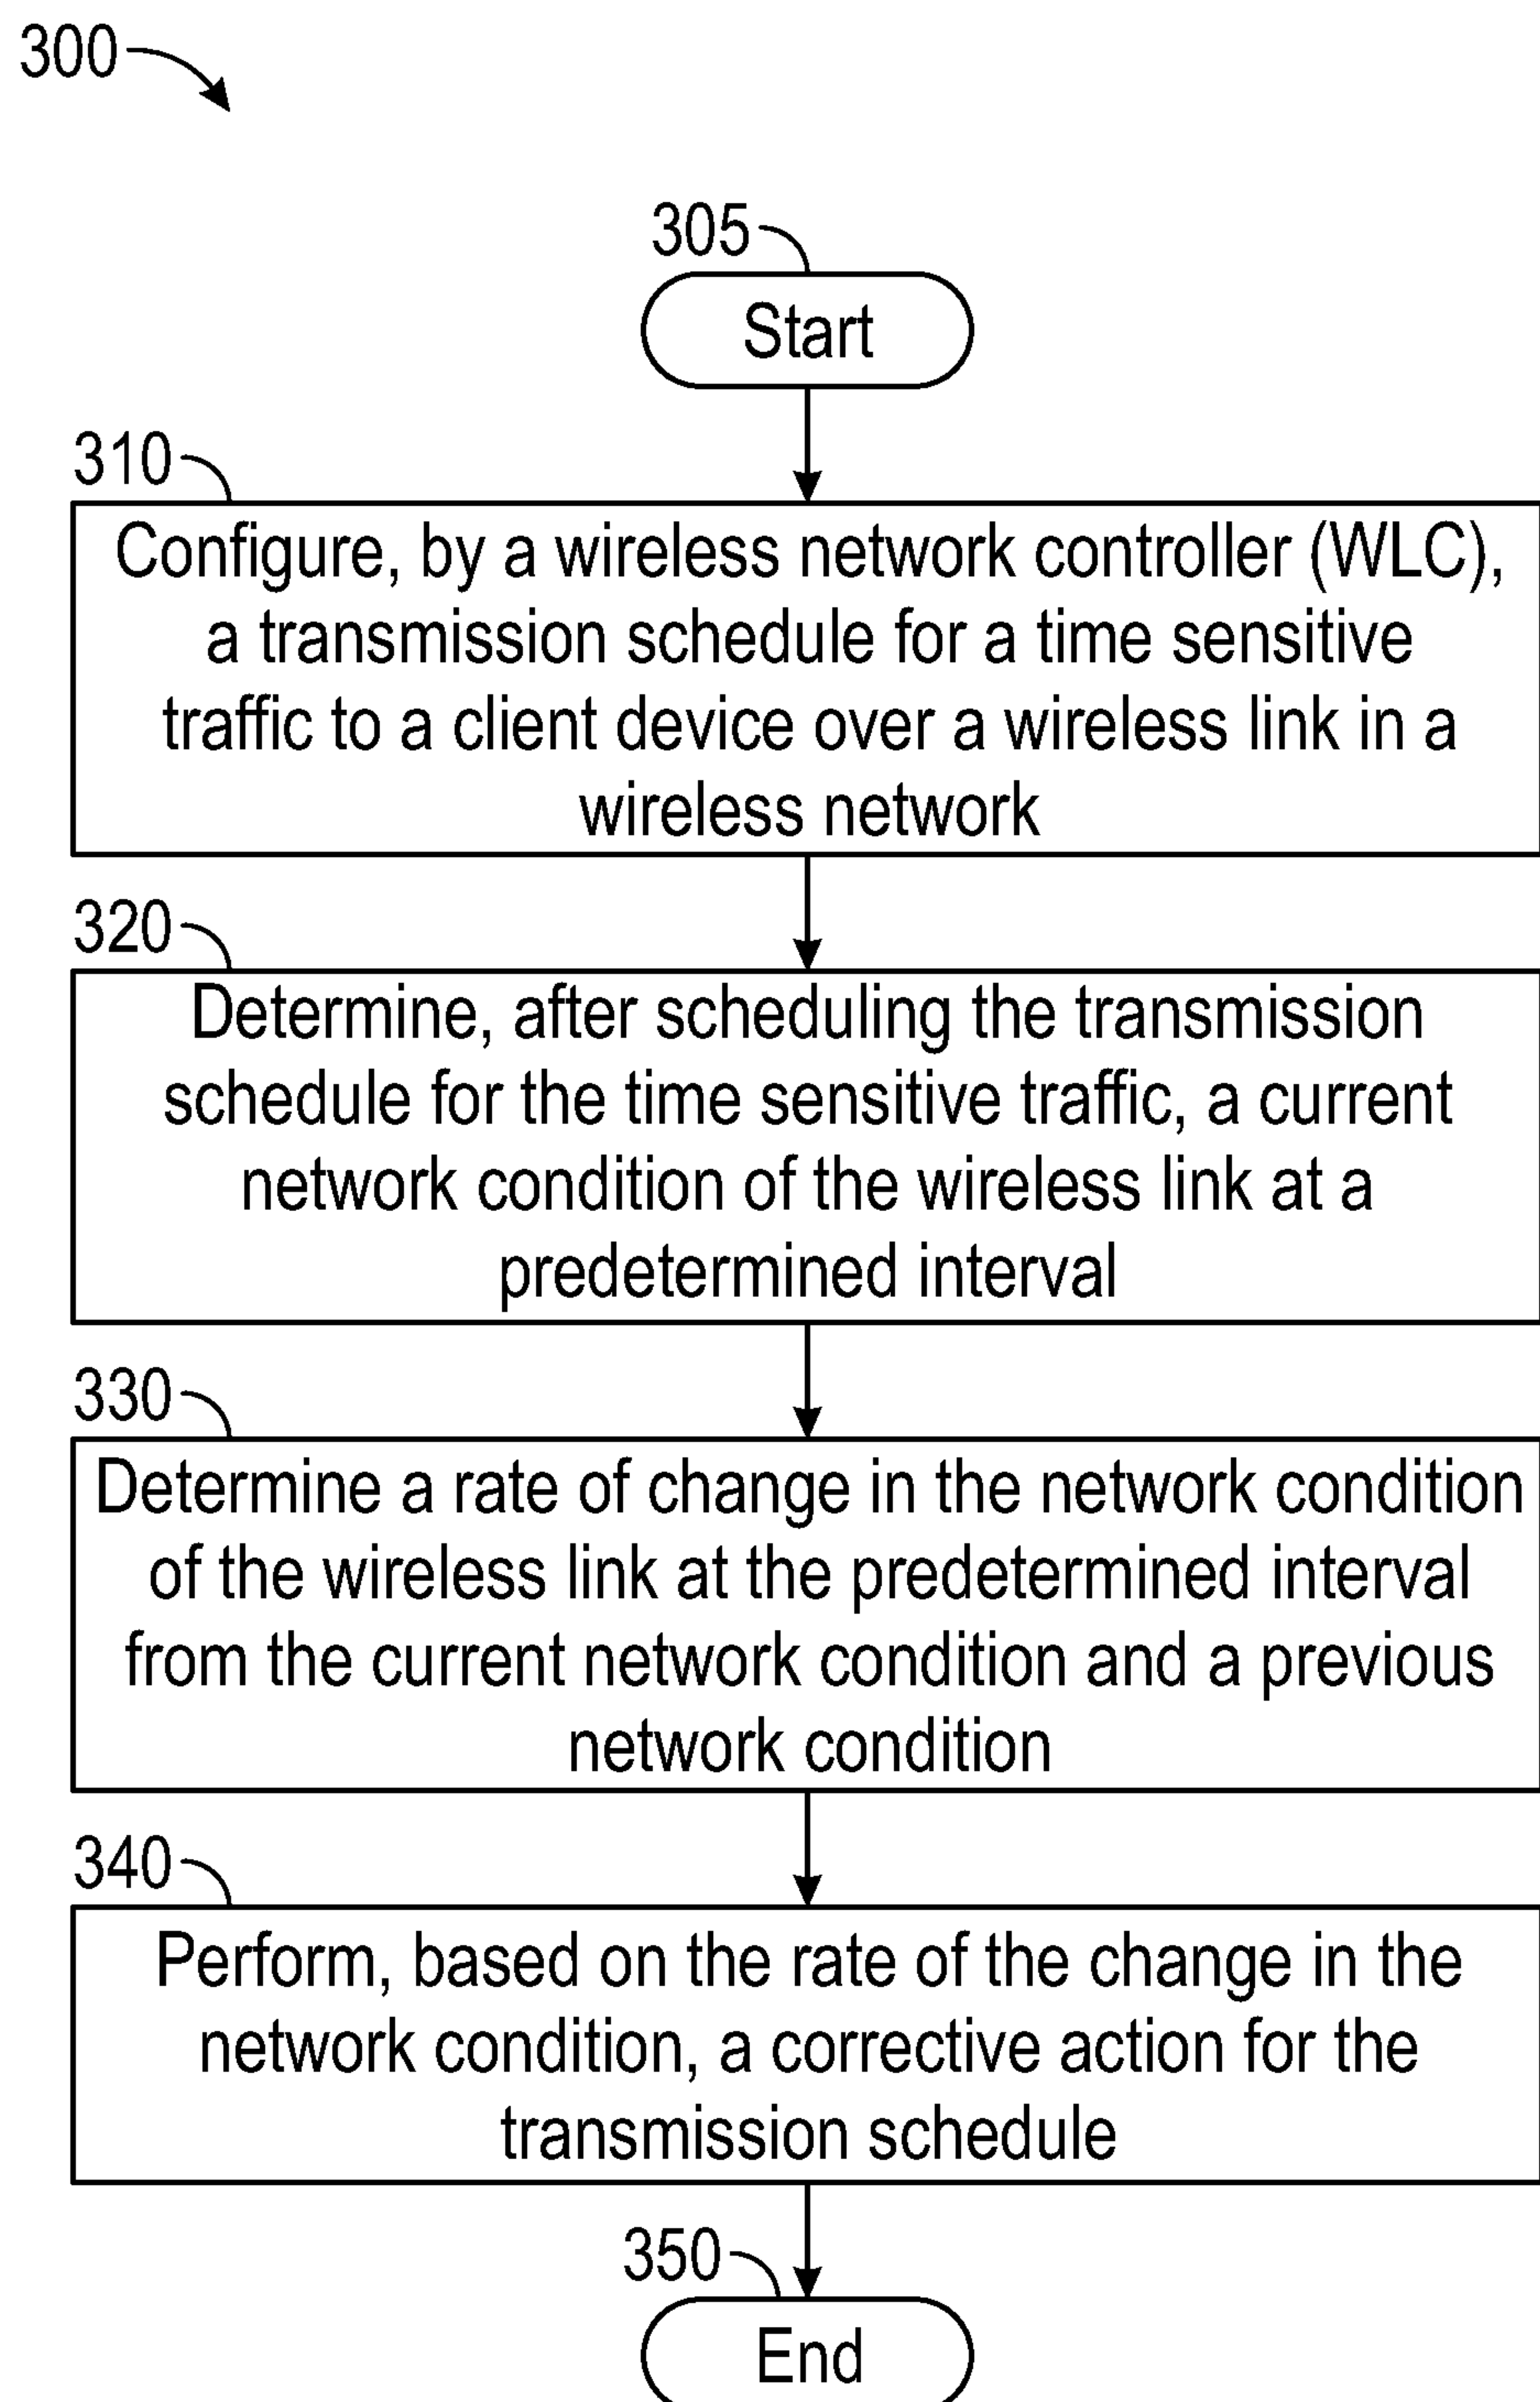 300
305
Start
310
Configure, by a wireless network controller (WLC),
a transmission schedule for a time sensitive
traffic to a client device over a wireless link in a
wireless network
320
Determine, after scheduling the transmission
schedule for the time sensitive traffic, a current
network condition of the wireless link at a
predetermined interval
330
Determine a rate of change in the network condition
of the wireless link at the predetermined interval
from the current network condition and a previous
network condition
340
Perform, based on the rate of the change in the
network condition, a corrective action for the
transmission schedule
350
End